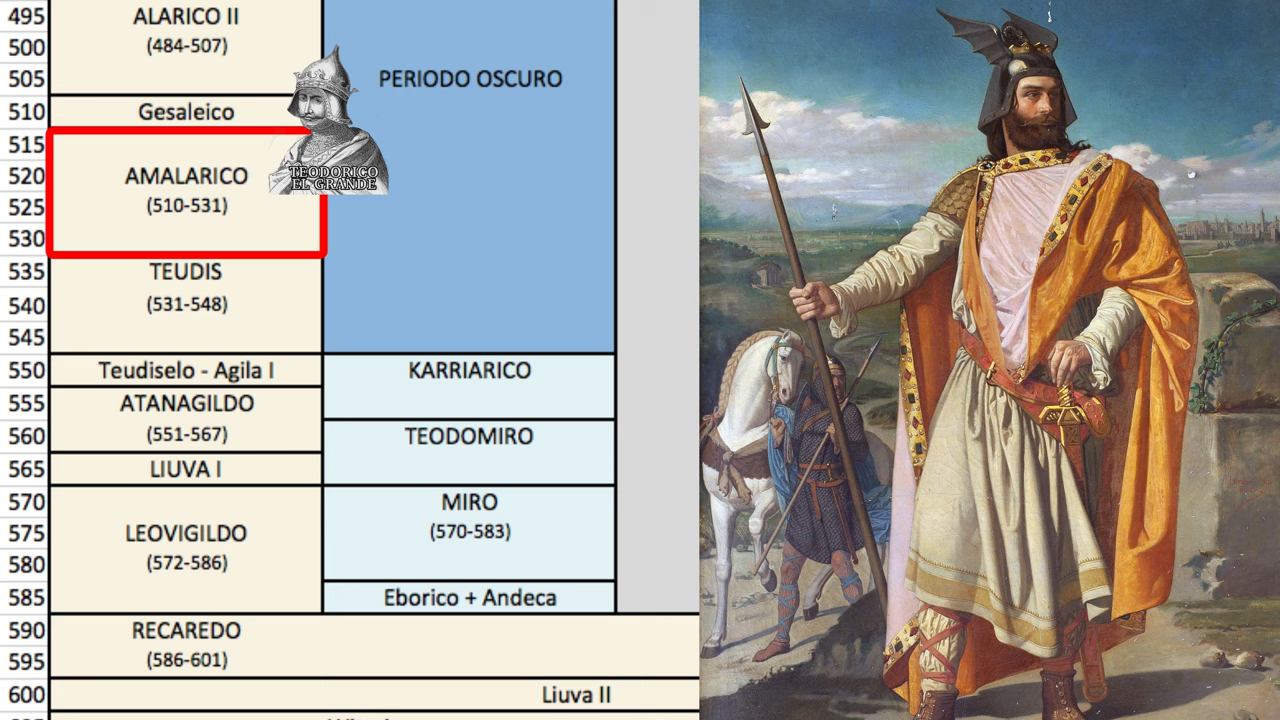 495
500
505
510
515
520
525
530
535
540
545
550
555
560
565
570
575
580
585
590
595
600
ALARICO II
(484-507)
Gesaleico
AMALARICO
(510-531)
TEODORICO
EL GRANDE
TEUDIS
(531-548)
Teudiselo - Agila I
ATANAGILDO
(551-567)
LIUVA I
LEOVIGILDO
(572-586)
PERIODO OSCURO
KARRIARICO
TEODOMIRO
MIRO
(570-583)
Eborico + Andeca
RECAREDO
(586-601)
Liuva II